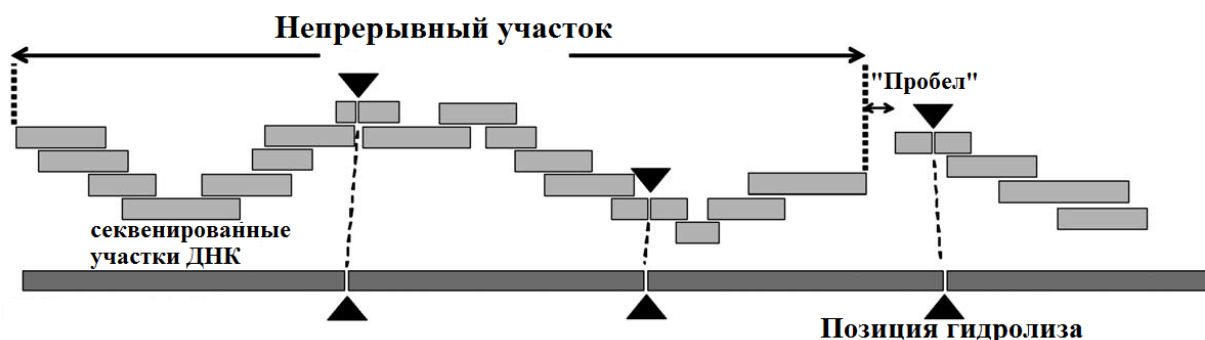 Непрерывный участок
"Пробел"
секвенированные
участки ДНК
Позиция гидролиза